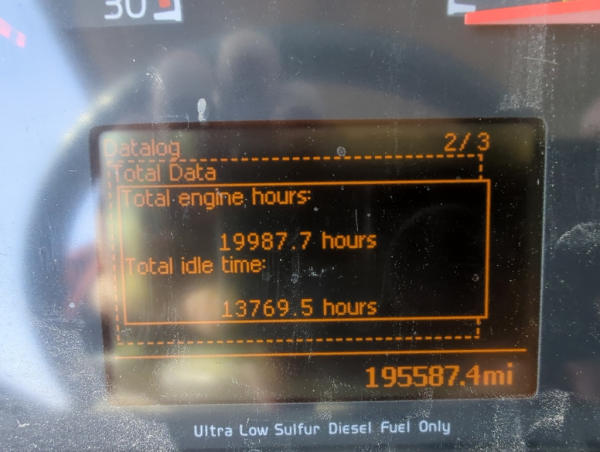 30
Datalog 2/3
Total Data
Total engine hours:
19987.7 hours
Total idle time:
13769.5 hours
195587.4mi
Ultra Low Sulfur Diesel Fuel Only